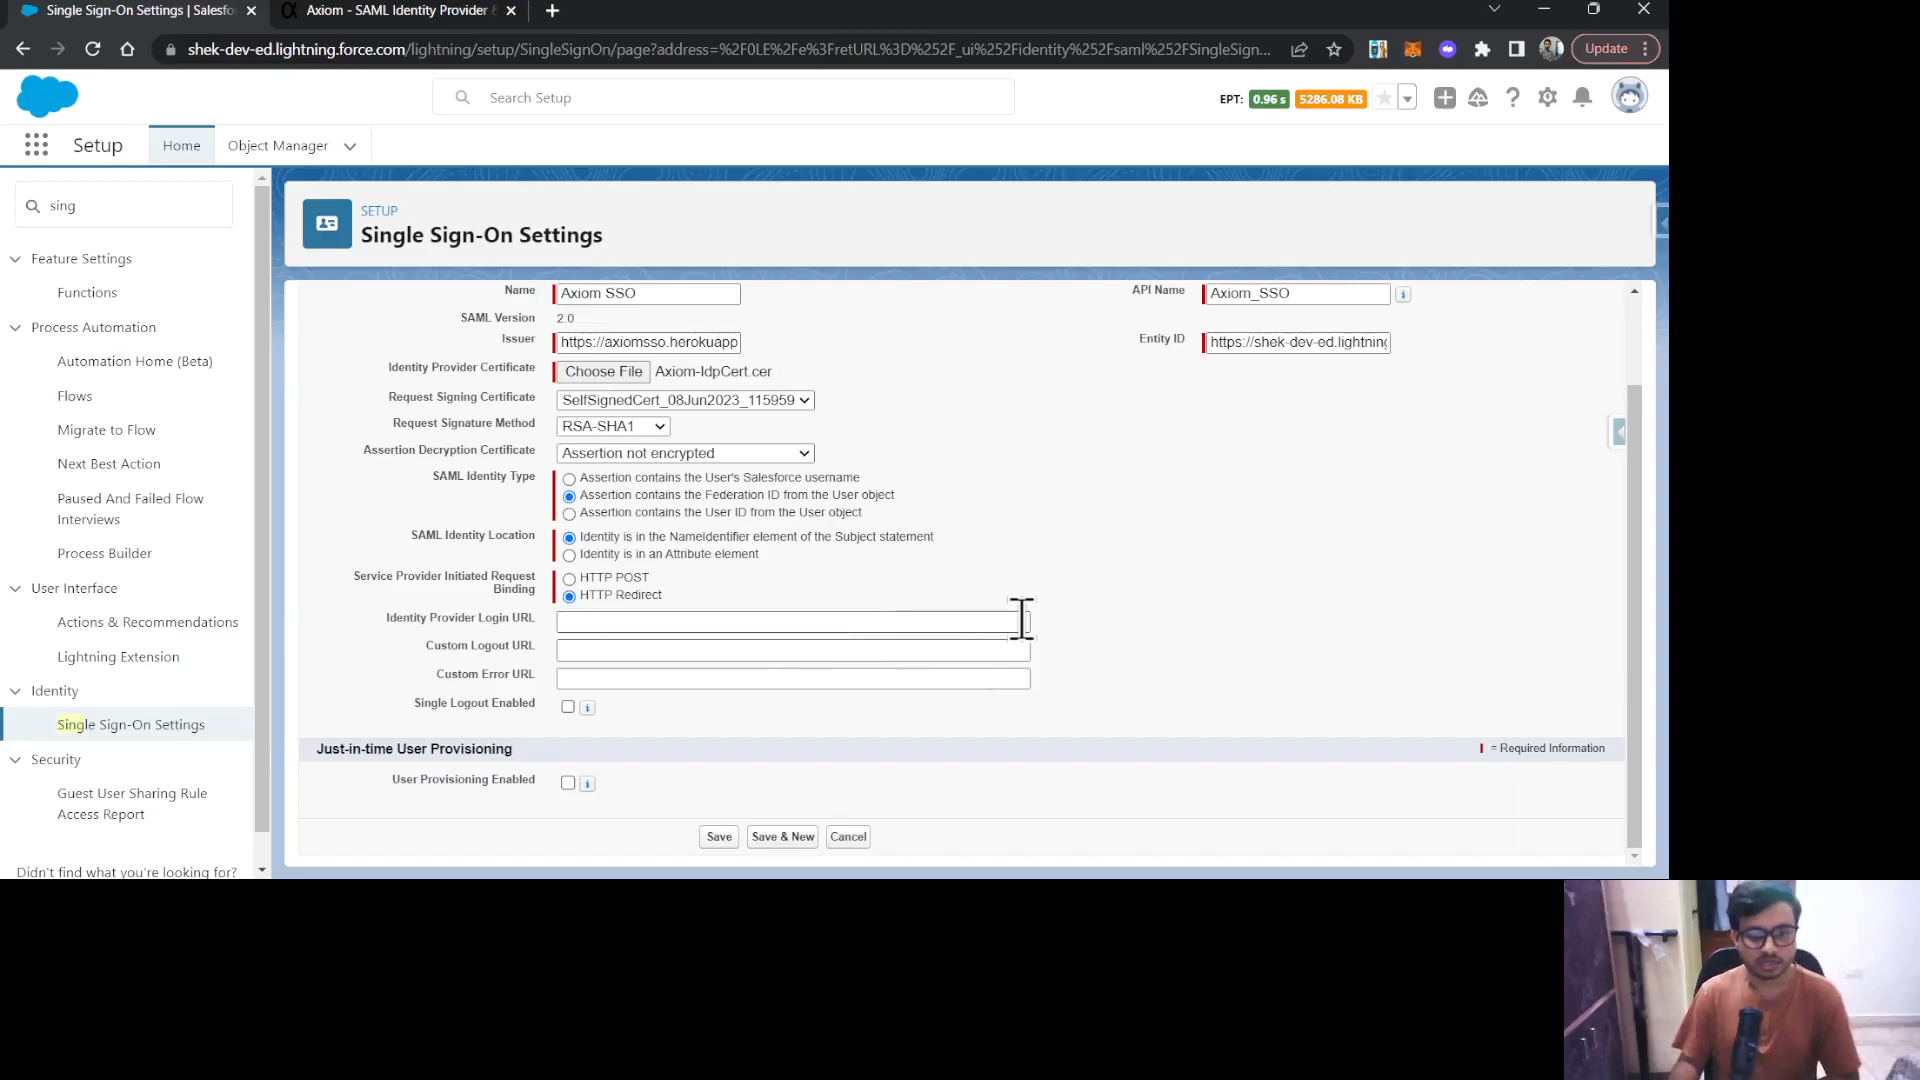 Single Sign-On Settings | Salesfo
Axiom - SAML Identity Provider
shek-dev-ed.lightning.force.com/lightning/setup/SingleSignOn/page?address=%2F0LE%2Fe%3FretURL%3D%252F_ui%252Fidentity%252Fsaml%252FSingleSign...
Update
Search Setup
EPT: 0.96 s 5286.08 KB
Setup Home Object Manager
sing
Feature Settings
Functions
Process Automation
Automation Home (Beta)
Flows
Migrate to Flow
Next Best Action
Paused And Failed Flow
Interviews
Process Builder
User Interface
Actions & Recommendations
Lightning Extension
Identity
Single Sign-On Settings
Security
Guest User Sharing Rule
Access Report
Didn't find what you're looking for?
SETUP
Single Sign-On Settings
Name Axiom SSO API Name Axiom_SSO
SAML Version 2.0
Issuer https://axiomsso.herokuapp Entity ID https://shek-dev-ed.lightning
Identity Provider Certificate Choose File Axiom-IdpCert.cer
Request Signing Certificate SelfSignedCert_08Jun2023_115959
Request Signature Method RSA-SHA1
Assertion Decryption Certificate Assertion not encrypted
SAML Identity Type Assertion contains the User's Salesforce username
Assertion contains the Federation ID from the User object
Assertion contains the User ID from the User object
SAML Identity Location Identity is in the NameIdentifier element of the Subject statement
Identity is in an Attribute element
Service Provider Initiated Request HTTP POST
Binding HTTP Redirect
Identity Provider Login URL
Custom Logout URL
Custom Error URL
Single Logout Enabled
Just-in-time User Provisioning = Required Information
User Provisioning Enabled
Save Save & New Cancel